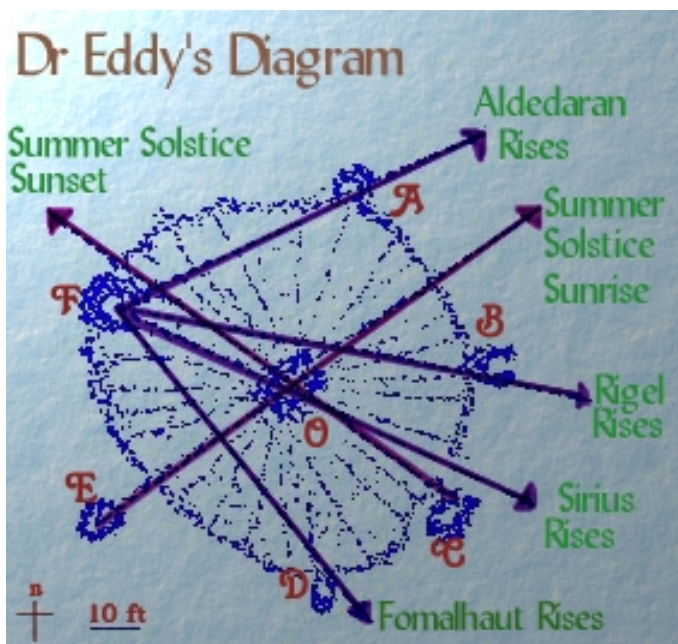 Dr Eddy's Diagram
Aldedaran
Rises
Summer Solstice
Sunset
A
Summer
Solstice
Sunrise
F
B
Rigel
Rises
O
E
Sirius
Rises
C
D
n
10 ft
Fomalhaut Rises